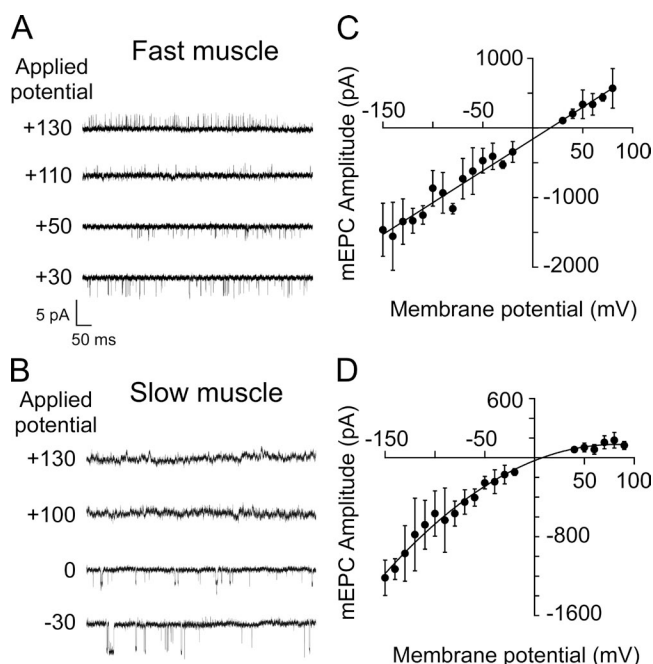 A
Fast muscle
Applied
potential
+130
+110
+50
+30
5 pA
50 ms
B
Slow muscle
Applied
potential
+130
+100
0
-30
C
mEPC Amplitude (pA)
1000
-150
-50
50
100
-1000
-2000
Membrane potential (mV)
D
mEPC Amplitude (pA)
600
-150
-50
50
100
-800
-1600
Membrane potential (mV)